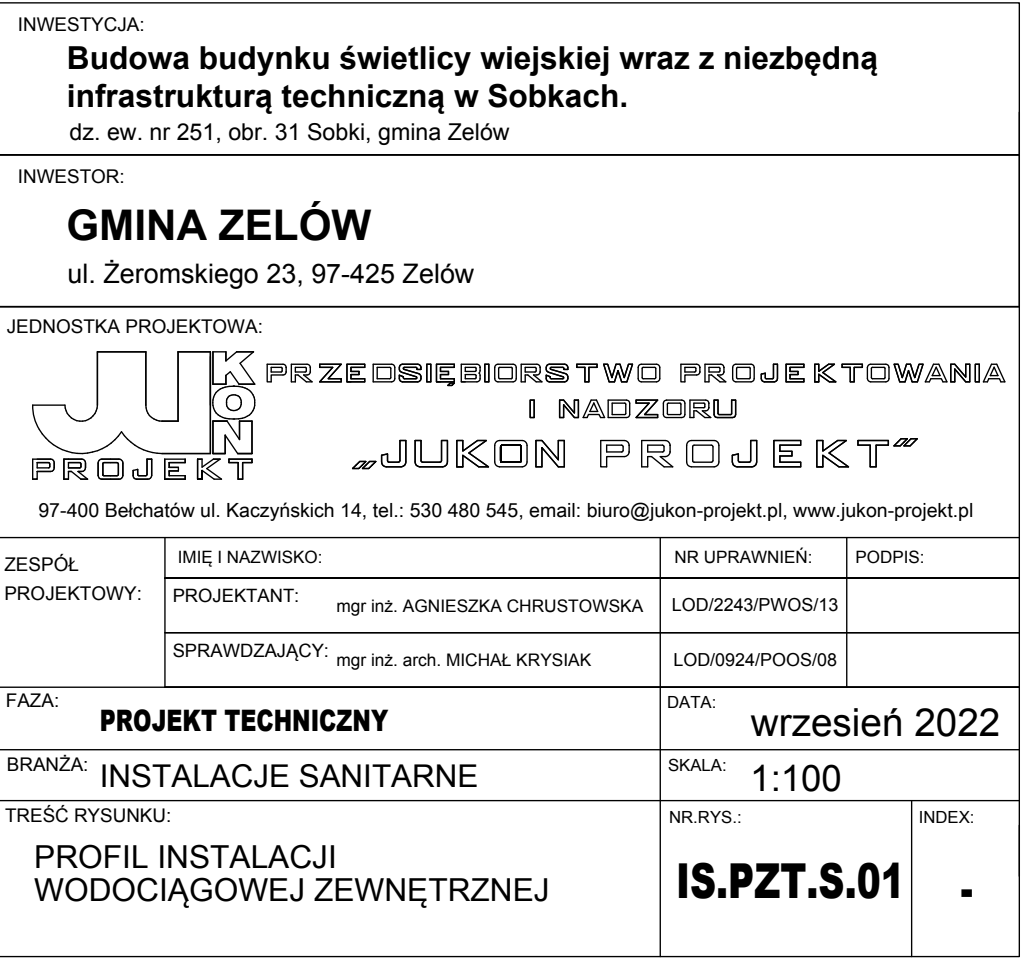 INWESTYCJA:
Budowa budynku świetlicy wiejskiej wraz z niezbędną
infrastrukturą techniczną w Sobkach.
dz. ew. nr 251, obr. 31 Sobki, gmina Zelów
INWESTOR:
GMINA ZELÓW
ul. Żeromskiego 23, 97-425 Zelów
JEDNOSTKA PROJEKTOWA:
JUKON
PROJEKT
PRZEDSIĘBIORSTWO PROJEKTOWANIA
I NADZORU
„JUKON PROJEKT”
97-400 Bełchatów ul. Kaczyńskich 14, tel.: 530 480 545, email: biuro@jukon-projekt.pl, www.jukon-projekt.pl
ZESPÓŁ
PROJEKTOWY:
IMIĘ I NAZWISKO: NR UPRAWNIEŃ: PODPIS:
PROJEKTANT: mgr inż. AGNIESZKA CHRUSTOWSKA LOD/2243/PWOS/13
SPRAWDZAJĄCY: mgr inż. arch. MICHAŁ KRYSIAK LOD/0924/POOS/08
FAZA: PROJEKT TECHNICZNY DATA: wrzesień 2022
BRANŻA: INSTALACJE SANITARNE SKALA: 1:100
TREŚĆ RYSUNKU:
PROFIL INSTALACJI
WODOCIĄGOWEJ ZEWNĘTRZNEJ
NR.RYS.:
IS.PZT.S.01
INDEX:
-